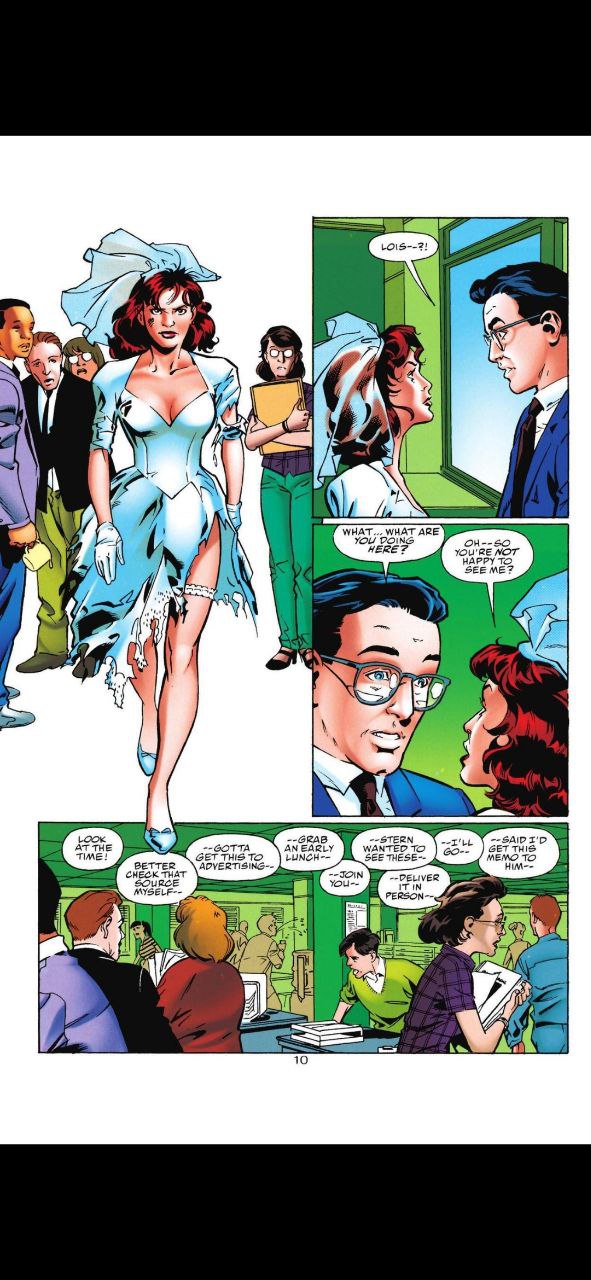 LOIS--?!
WHAT... WHAT ARE
YOU DOING
HERE?
OH--SO
YOU'RE NOT
HAPPY TO
SEE ME?
LOOK
AT THE
TIME!
BETTER
CHECK THAT
SOURCE
MYSELF--
--GOTTA
GET THIS TO
ADVERTISING--
--GRAB
AN EARLY
LUNCH--
--JOIN
YOU--
--STERN
WANTED TO
SEE THESE--
--DELIVER
IT IN
PERSON--
--I'LL
GO--
--SAID I'D
GET THIS
MEMO TO
HIM--
10